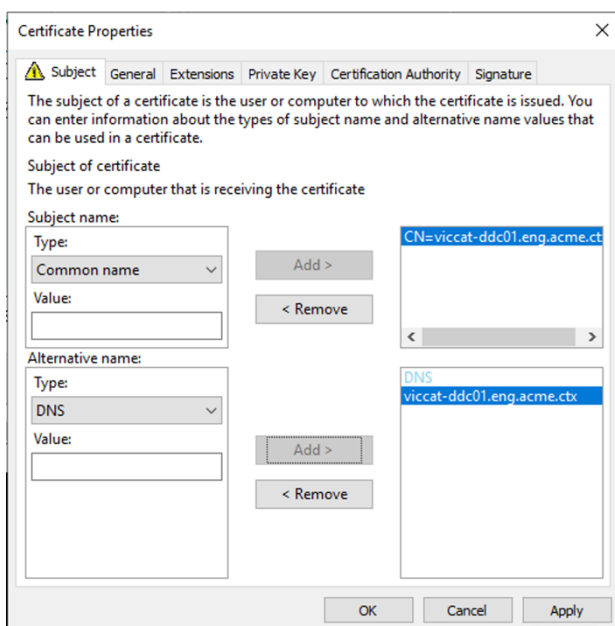 Certificate Properties
Subject General Extensions Private Key Certification Authority Signature
The subject of a certificate is the user or computer to which the certificate is issued. You
can enter information about the types of subject name and alternative name values that
can be used in a certificate.
Subject of certificate
The user or computer that is receiving the certificate
Subject name:
Type:
Common name
Value:
Add >
< Remove
CN=viccat-ddc01.eng.acme.ct
Alternative name:
Type:
DNS
Value:
Add >
< Remove
DNS
viccat-ddc01.eng.acme.ctx
OK Cancel Apply